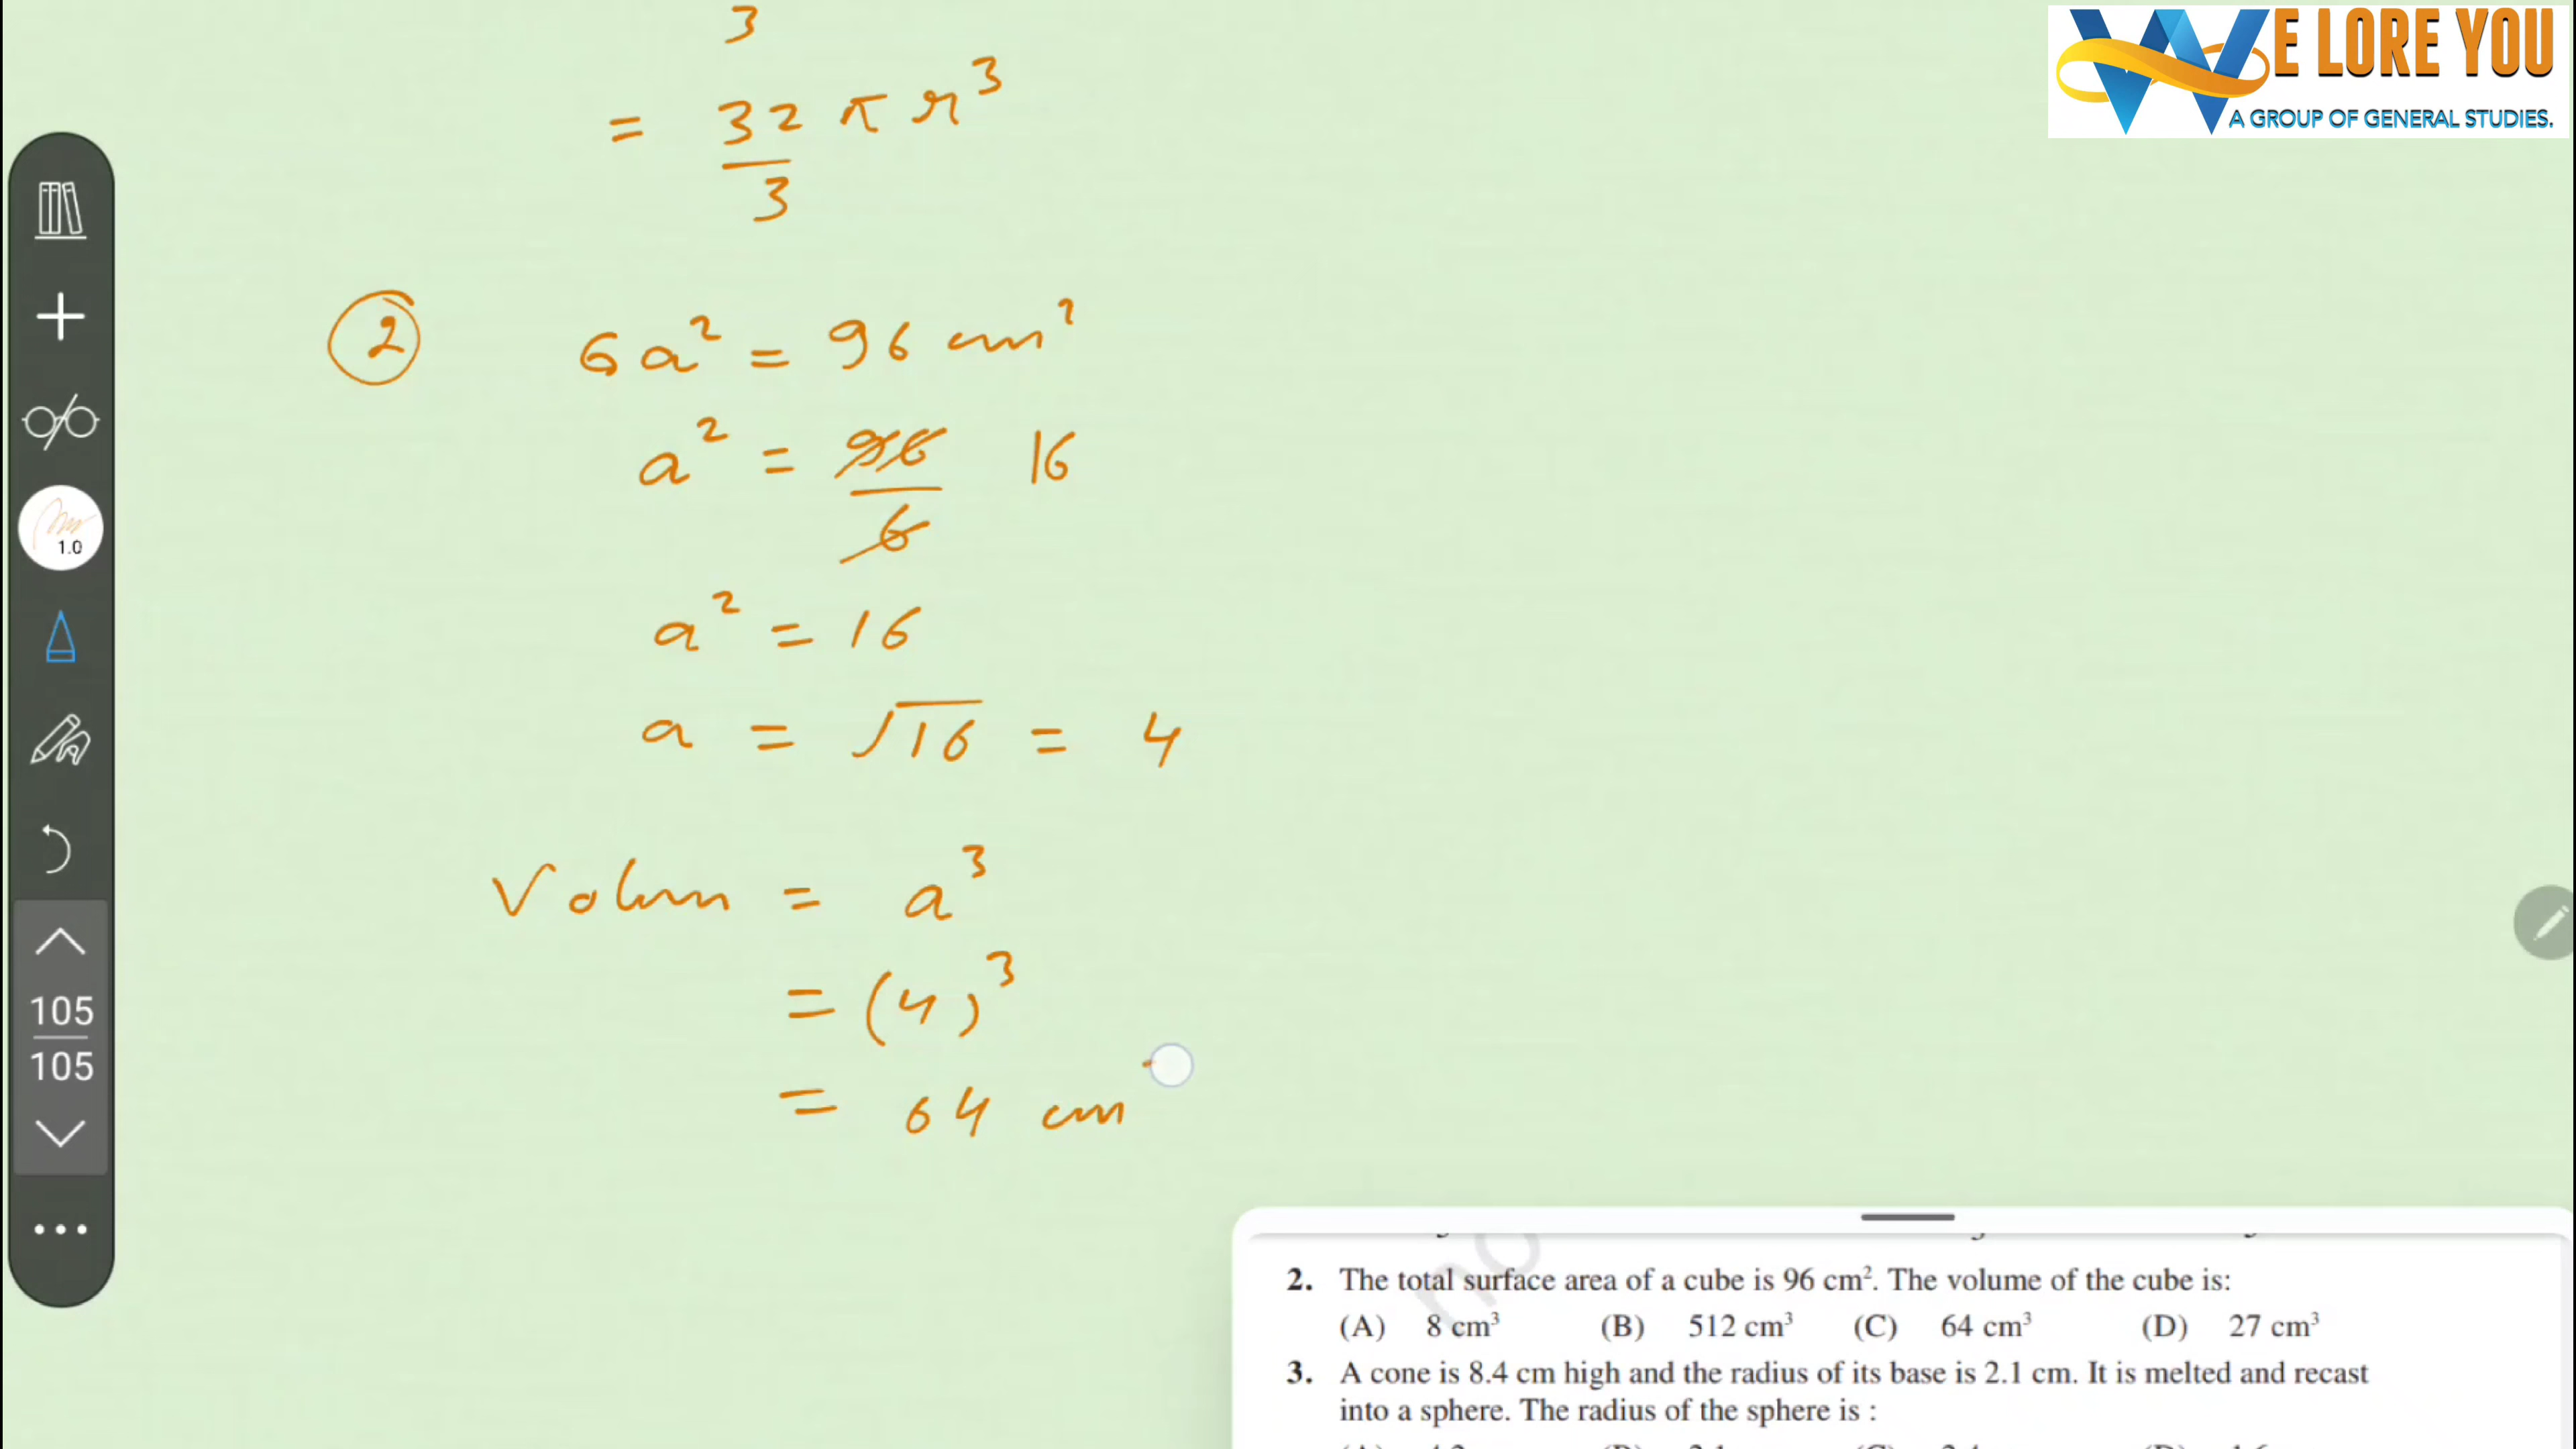 WE LORE YOU
A GROUP OF GENERAL STUDIES.
3
= 32/3 π r³
② 6a² = 96 cm²
a² = 96/6 16
a² = 16
a = √16 = 4
Volum = a³
= (4)³
= 64 cm
1.0
105
105
2. The total surface area of a cube is 96 cm². The volume of the cube is:
(A) 8 cm³ (B) 512 cm³ (C) 64 cm³ (D) 27 cm³
3. A cone is 8.4 cm high and the radius of its base is 2.1 cm. It is melted and recast
into a sphere. The radius of the sphere is :